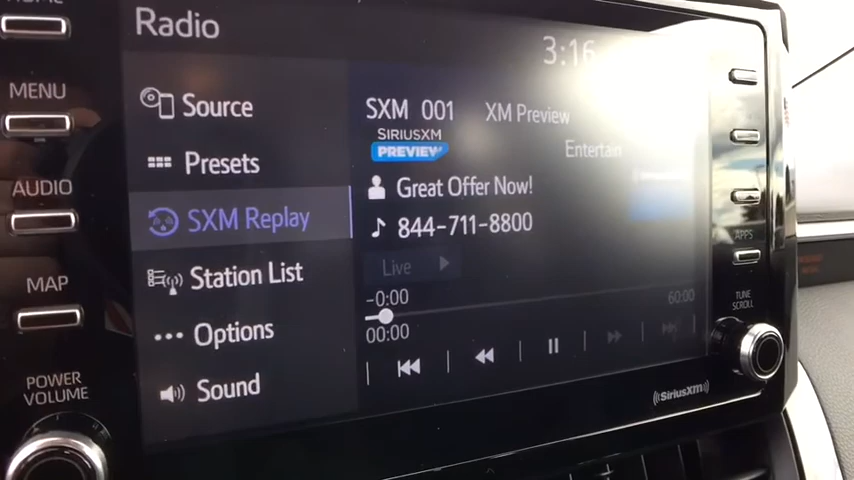 HOME
Radio
3:16
MENU
Source
SXM 001 XM Preview
SIRIUSXM
PREVIEW
Entertain
Presets
AUDIO
Great Offer Now!
SXM Replay
844-711-8800
MAP
Station List
Live
APPS
-0:00
60:00
00:00
TUNE
SCROLL
Options
POWER
VOLUME
Sound
SiriusXM